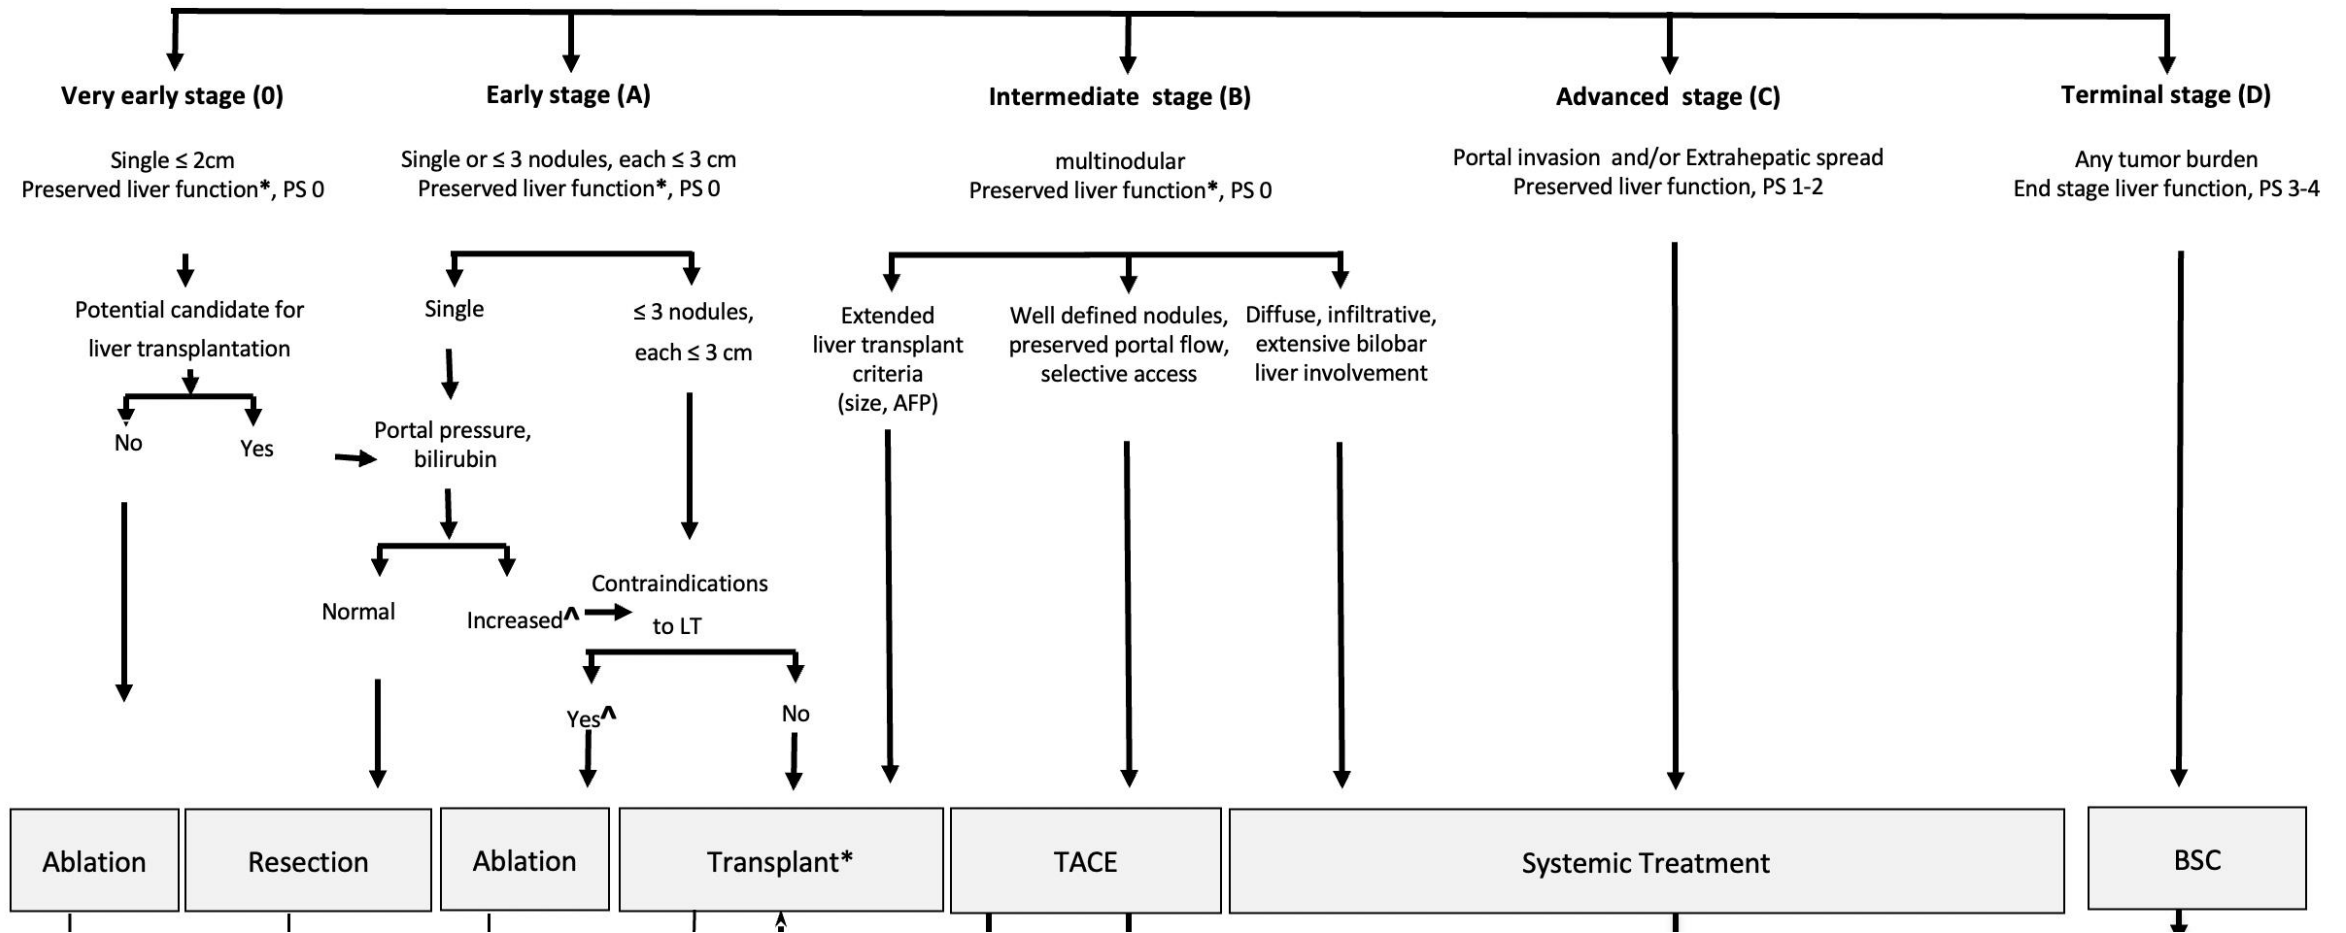 Very early stage (0)
Single ≤ 2cm
Preserved liver function*, PS 0
Potential candidate for
liver transplantation
No
Yes
Early stage (A)
Single or ≤ 3 nodules, each ≤ 3 cm
Preserved liver function*, PS 0
Single
≤ 3 nodules,
each ≤ 3 cm
Portal pressure,
bilirubin
Normal
Increased^
Contraindications
to LT
Yes^
No
Intermediate stage (B)
multinodular
Preserved liver function*, PS 0
Extended
liver transplant
criteria
(size, AFP)
Well defined nodules,
preserved portal flow,
selective access
Diffuse, infiltrative,
extensive bilobar
liver involvement
Advanced stage (C)
Portal invasion and/or Extrahepatic spread
Preserved liver function, PS 1-2
Terminal stage (D)
Any tumor burden
End stage liver function, PS 3-4
Ablation
Resection
Ablation
Transplant*
TACE
Systemic Treatment
BSC